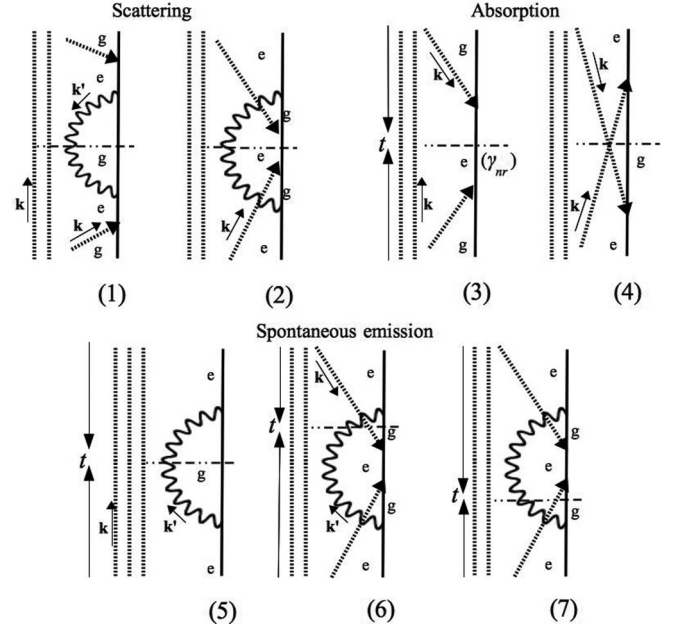 Scattering Absorption
g e g
e k e k
k'
t
g g e (γnr) g
e e
k k k k k k
g e g e
(1) (2) (3) (4)
Spontaneous emission
e k e e
g
t t g e e
k k' k' t g
g
e e e
(5) (6) (7)